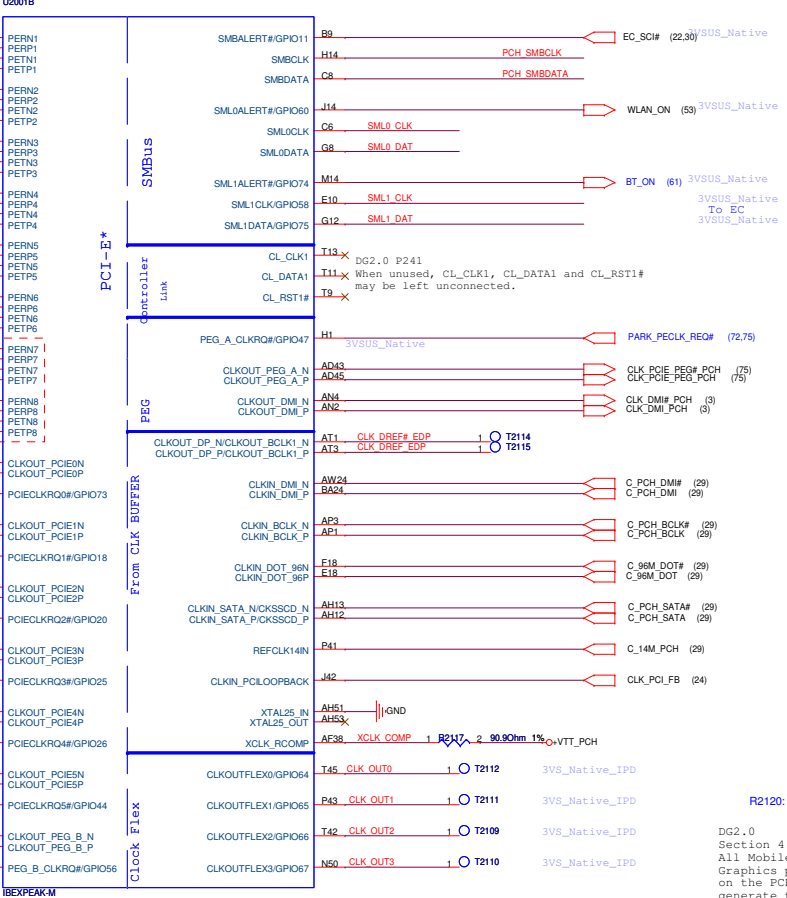 U2001B
PERN1
PERP1
PETN1
PETP1
PERN2
PERP2
PETN2
PETP2
PERN3
PERP3
PETN3
PETP3
PERN4
PERP4
PETN4
PETP4
PERN5
PERP5
PETN5
PETP5
PERN6
PERP6
PETN6
PETP6
PERN7
PERP7
PETN7
PETP7
PERN8
PERP8
PETN8
PETP8
CLKOUT_PCIE0N
CLKOUT_PCIE0P
PCIECLKRQ0#/GPIO73
CLKOUT_PCIE1N
CLKOUT_PCIE1P
PCIECLKRQ1#/GPIO18
CLKOUT_PCIE2N
CLKOUT_PCIE2P
PCIECLKRQ2#/GPIO20
CLKOUT_PCIE3N
CLKOUT_PCIE3P
PCIECLKRQ3#/GPIO25
CLKOUT_PCIE4N
CLKOUT_PCIE4P
PCIECLKRQ4#/GPIO26
CLKOUT_PCIE5N
CLKOUT_PCIE5P
PCIECLKRQ5#/GPIO44
CLKOUT_PEG_B_N
CLKOUT_PEG_B_P
PEG_B_CLKRQ#/GPIO56
IBEXPEAK-M
PCI-E*
SMBus
Controller
Link
PEG
From CLK BUFFER
Clock Flex
SMBALERT#/GPIO11 B9 EC_SCI# (22,30) 3VSUS_Native
SMBCLK H14 PCH_SMBCLK
SMBDATA C8 PCH_SMBDATA
SML0ALERT#/GPIO60 J14 WLAN_ON (53) 3VSUS_Native
SML0CLK C6 SML0_CLK
SML0DATA G8 SML0_DAT
SML1ALERT#/GPIO74 M14 BT_ON (61) 3VSUS_Native
SML1CLK/GPIO58 E10 SML1_CLK 3VSUS_Native
To EC
SML1DATA/GPIO75 G12 SML1_DAT 3VSUS_Native
CL_CLK1 T13
CL_DATA1 T11
CL_RST1# T9
DG2.0 P241
When unused, CL_CLK1, CL_DATA1 and CL_RST1#
may be left unconnected.
PEG_A_CLKRQ#/GPIO47 H1 PARK_PECLK_REQ# (72,75)
3VSUS_Native
CLKOUT_PEG_A_N AD43 CLK_PCIE_PEG#_PCH (75)
CLKOUT_PEG_A_P AD45 CLK_PCIE_PEG_PCH (75)
CLKOUT_DMI_N AN4 CLK_DMI#_PCH (3)
CLKOUT_DMI_P AN2 CLK_DMI_PCH (3)
CLKOUT_DP_N/CLKOUT_BCLK1_N AT1 CLK_DREF#_EDP 1 T2114
CLKOUT_DP_P/CLKOUT_BCLK1_P AT3 CLK_DREF_EDP 1 T2115
CLKIN_DMI_N AW24 C_PCH_DMI# (29)
CLKIN_DMI_P BA24 C_PCH_DMI (29)
CLKIN_BCLK_N AP3 C_PCH_BCLK# (29)
CLKIN_BCLK_P AP1 C_PCH_BCLK (29)
CLKIN_DOT_96N F18 C_96M_DOT# (29)
CLKIN_DOT_96P E18 C_96M_DOT (29)
CLKIN_SATA_N/CKSSCD_N AH13 C_PCH_SATA# (29)
CLKIN_SATA_P/CKSSCD_P AH12 C_PCH_SATA (29)
REFCLK14IN P41 C_14M_PCH (29)
CLKIN_PCILOOPBACK J42 CLK_PCI_FB (24)
XTAL25_IN AH51 GND
XTAL25_OUT AH53
XCLK_RCOMP AF38 XCLK_COMP 1 R2117 2 90.9Ohm 1% +VTT_PCH
CLKOUTFLEX0/GPIO64 T45 CLK_OUT0 1 T2112 3VS_Native_IPD
CLKOUTFLEX1/GPIO65 P43 CLK_OUT1 1 T2111 3VS_Native_IPD
CLKOUTFLEX2/GPIO66 T42 CLK_OUT2 1 T2109 3VS_Native_IPD
CLKOUTFLEX3/GPIO67 N50 CLK_OUT3 1 T2110 3VS_Native_IPD
R2120:
DG2.0
Section 4
All Mobile
Graphics p
on the PCH
generate